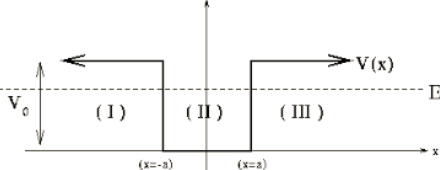 V(x)
E
V₀
( I ) ( II ) ( III )
x
(x=-a) (x=a)